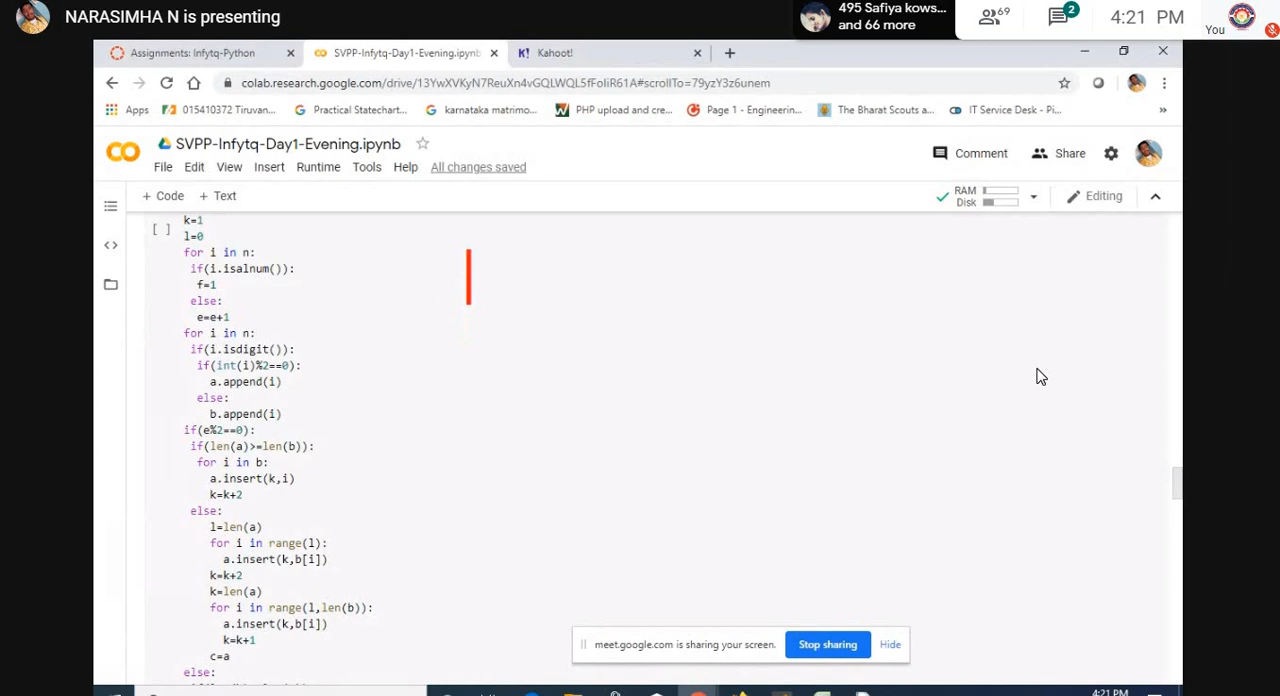 NARASIMHA N is presenting
495 Safiya kows...
and 66 more
69
2
4:21 PM
You
Assignments: Infytq-Python
SVPP-Infytq-Day1-Evening.ipynb
K! Kahoot!
colab.research.google.com/drive/13YwXVKyN7ReuXn4vGQLWQL5fFoIiR61A#scrollTo=79yzY3z6unem
Apps
015410372 Tiruvan...
Practical Statechart...
karnataka matrimo...
PHP upload and cre...
Page 1 - Engineerin...
The Bharat Scouts a...
IT Service Desk - Pi...
»
CO
SVPP-Infytq-Day1-Evening.ipynb
File Edit View Insert Runtime Tools Help All changes saved
Comment
Share
+ Code + Text
RAM
Disk
Editing
[ ]
k=1
l=0
for i in n:
if(i.isalnum()):
f=1
else:
e=e+1
for i in n:
if(i.isdigit()):
if(int(i)%2==0):
a.append(i)
else:
b.append(i)
if(e%2==0):
if(len(a)>=len(b)):
for i in b:
a.insert(k,i)
k=k+2
else:
l=len(a)
for i in range(l):
a.insert(k,b[i])
k=k+2
k=len(a)
for i in range(l,len(b)):
a.insert(k,b[i])
k=k+1
c=a
else:
meet.google.com is sharing your screen.
Stop sharing
Hide
4:21 PM